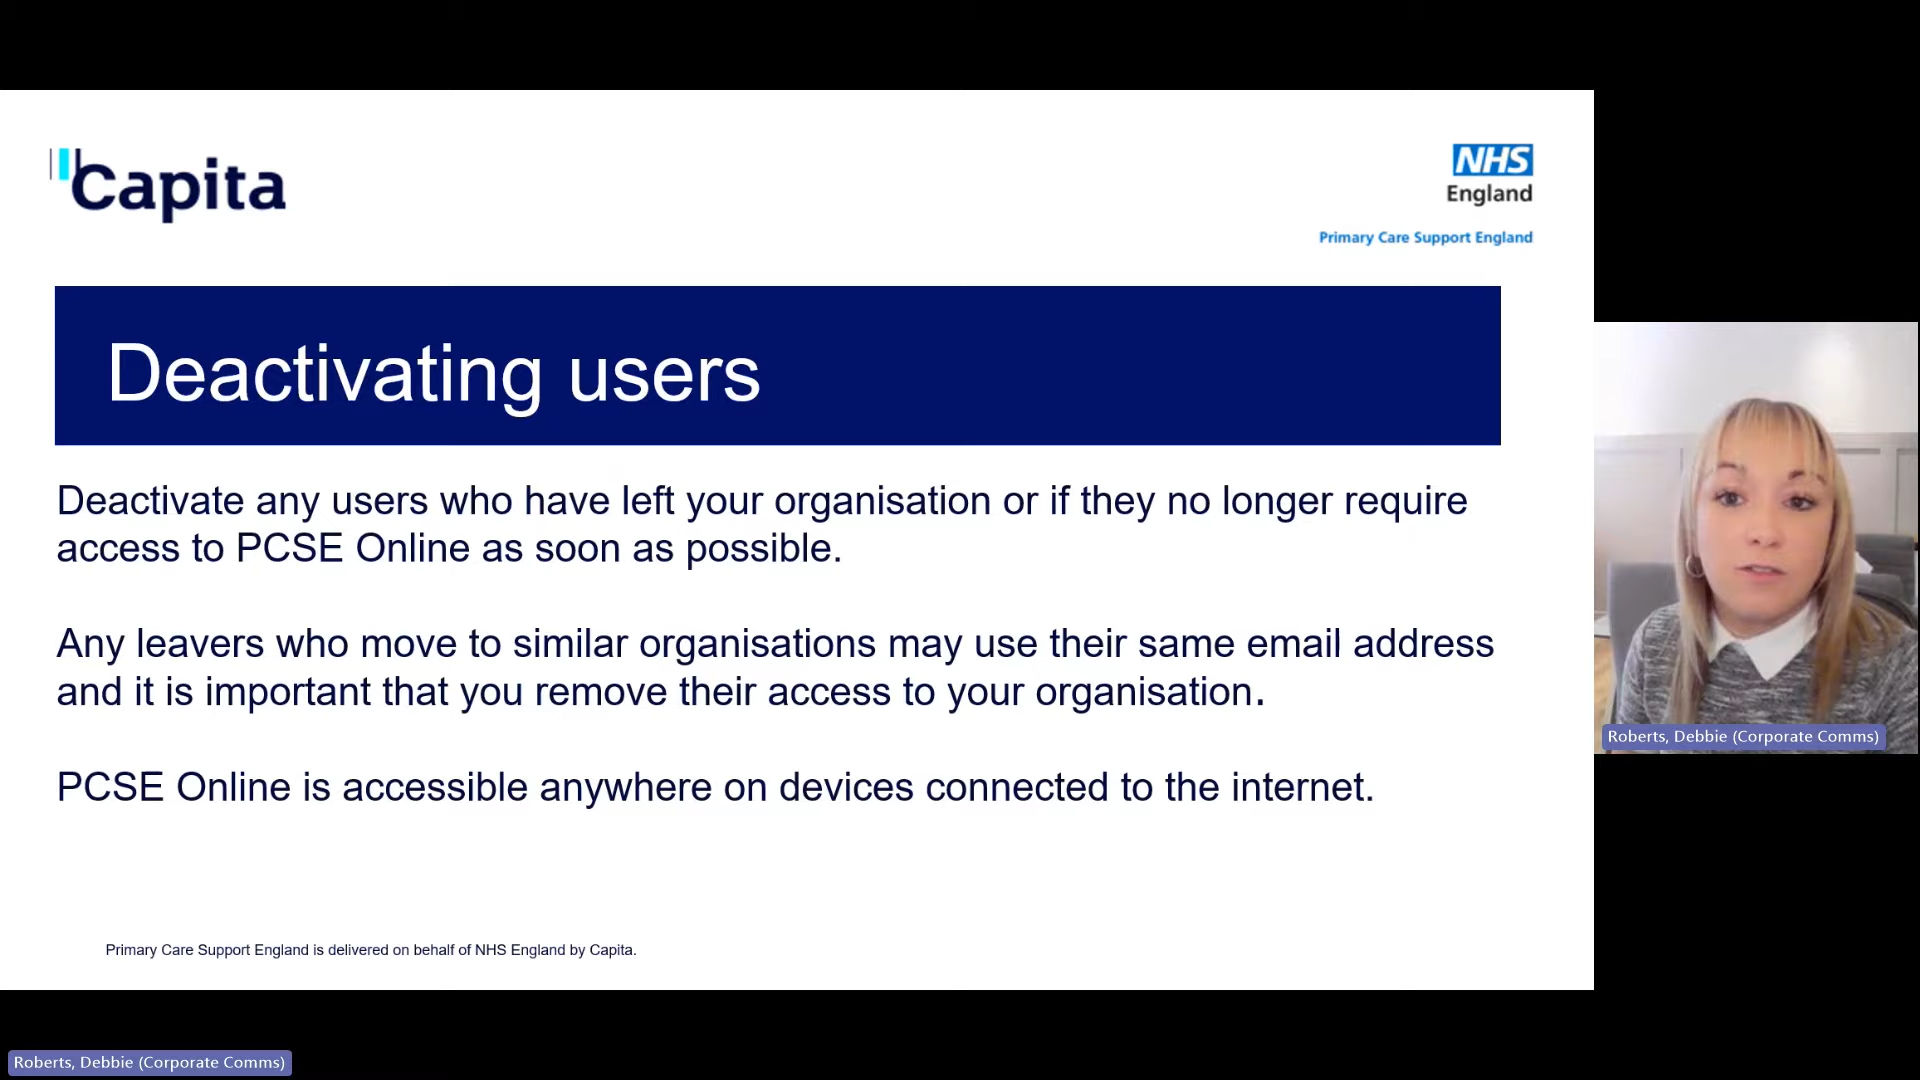 Capita
NHS
England
Primary Care Support England
Deactivating users
Deactivate any users who have left your organisation or if they no longer require
access to PCSE Online as soon as possible.
Any leavers who move to similar organisations may use their same email address
and it is important that you remove their access to your organisation.
PCSE Online is accessible anywhere on devices connected to the internet.
Primary Care Support England is delivered on behalf of NHS England by Capita.
Roberts, Debbie (Corporate Comms)
Roberts, Debbie (Corporate Comms)